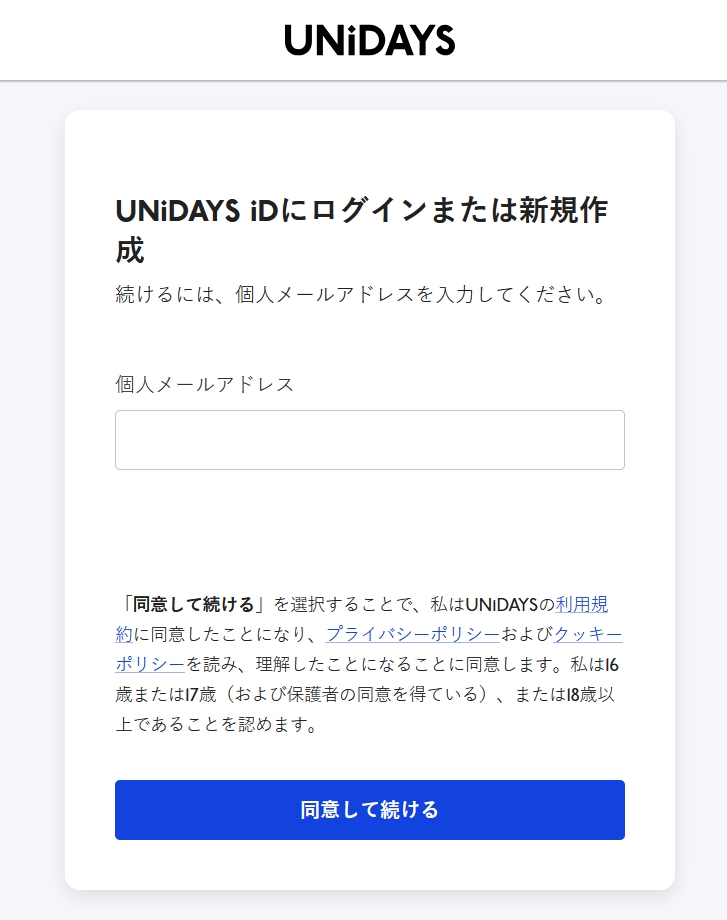 UNiDAYS
UNiDAYS iDにログインまたは新規作
成
続けるには、個人メールアドレスを入力してください。
個人メールアドレス
「同意して続ける」を選択することで、私はUNiDAYSの利用規
約に同意したことになり、プライバシーポリシーおよびクッキー
ポリシーを読み、理解したことになることに同意します。私は16
歳または17歳（および保護者の同意を得ている）、または18歳以
上であることを認めます。
同意して続ける